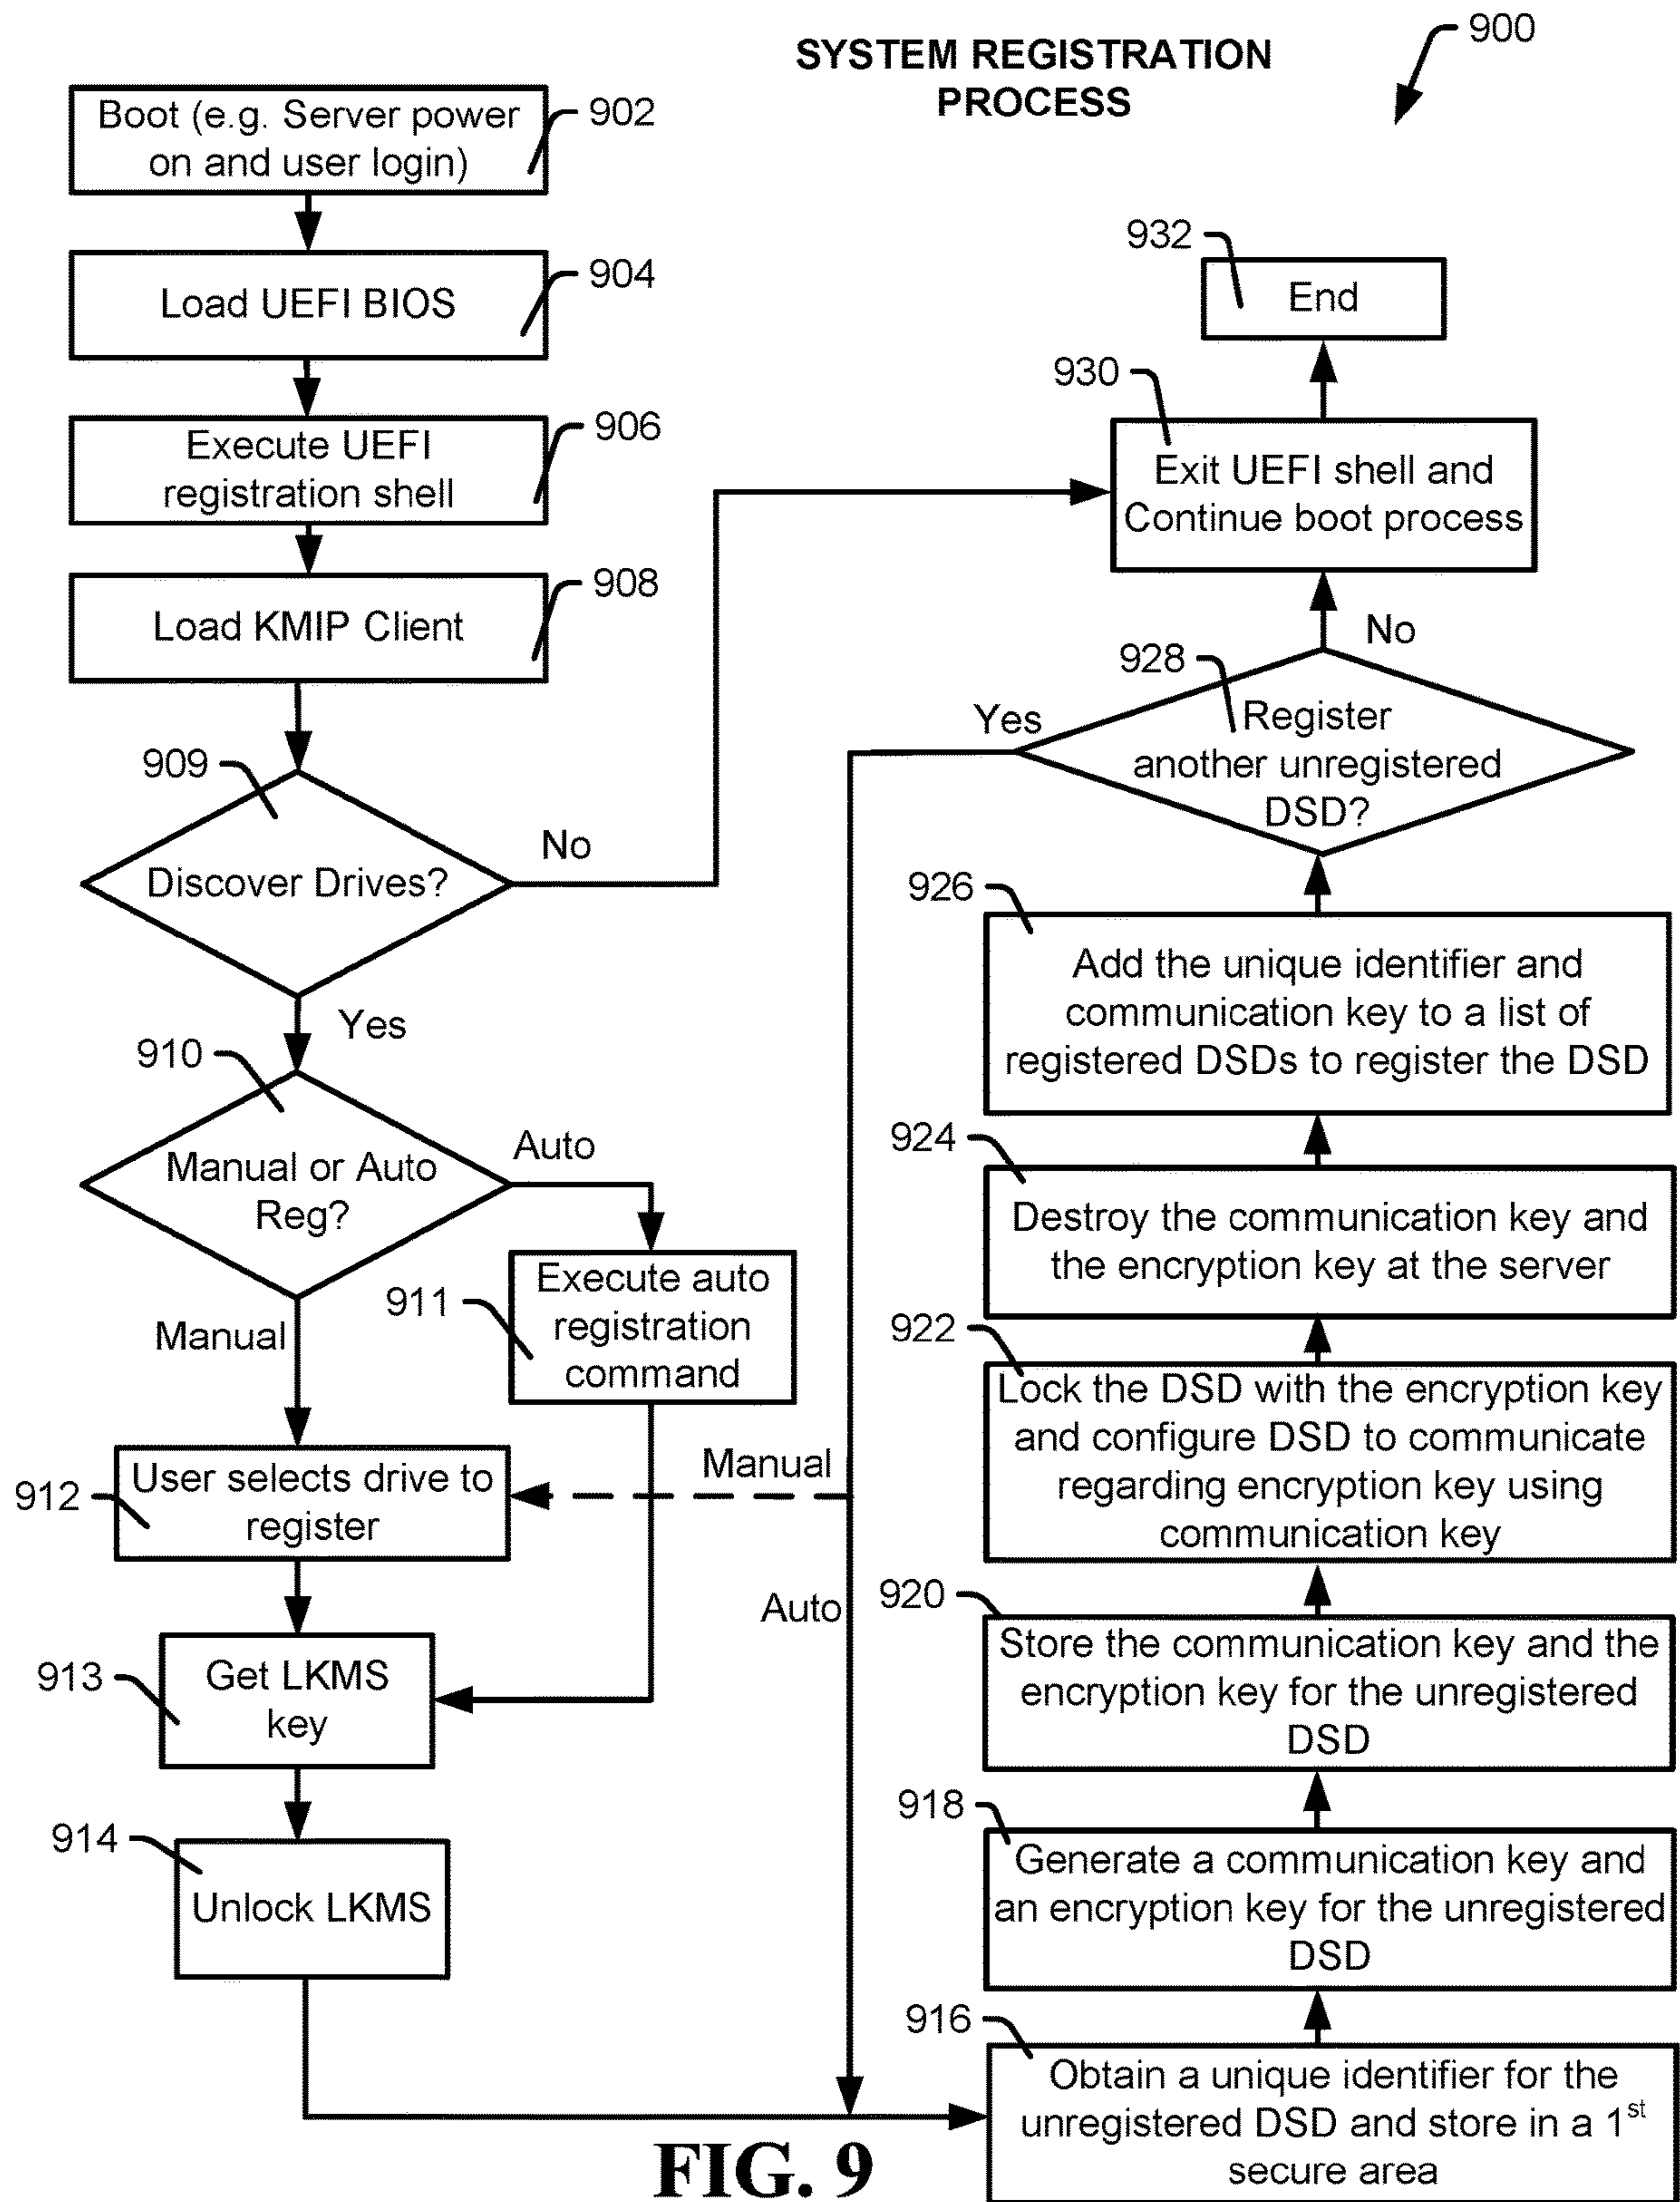 SYSTEM REGISTRATION
PROCESS
900
Boot (e.g. Server power
on and user login)
902
Load UEFI BIOS
904
Execute UEFI
registration shell
906
Load KMIP Client
908
909
Discover Drives?
No
Yes
910
Manual or Auto
Reg?
Auto
Manual
911
Execute auto
registration
command
912
User selects drive to
register
Manual
Auto
913
Get LKMS
key
914
Unlock LKMS
916
Obtain a unique identifier for the
unregistered DSD and store in a 1st
secure area
918
Generate a communication key and
an encryption key for the unregistered
DSD
920
Store the communication key and the
encryption key for the unregistered
DSD
922
Lock the DSD with the encryption key
and configure DSD to communicate
regarding encryption key using
communication key
924
Destroy the communication key and
the encryption key at the server
926
Add the unique identifier and
communication key to a list of
registered DSDs to register the DSD
928
Register
another unregistered
DSD?
Yes
No
930
Exit UEFI shell and
Continue boot process
932
End
FIG. 9